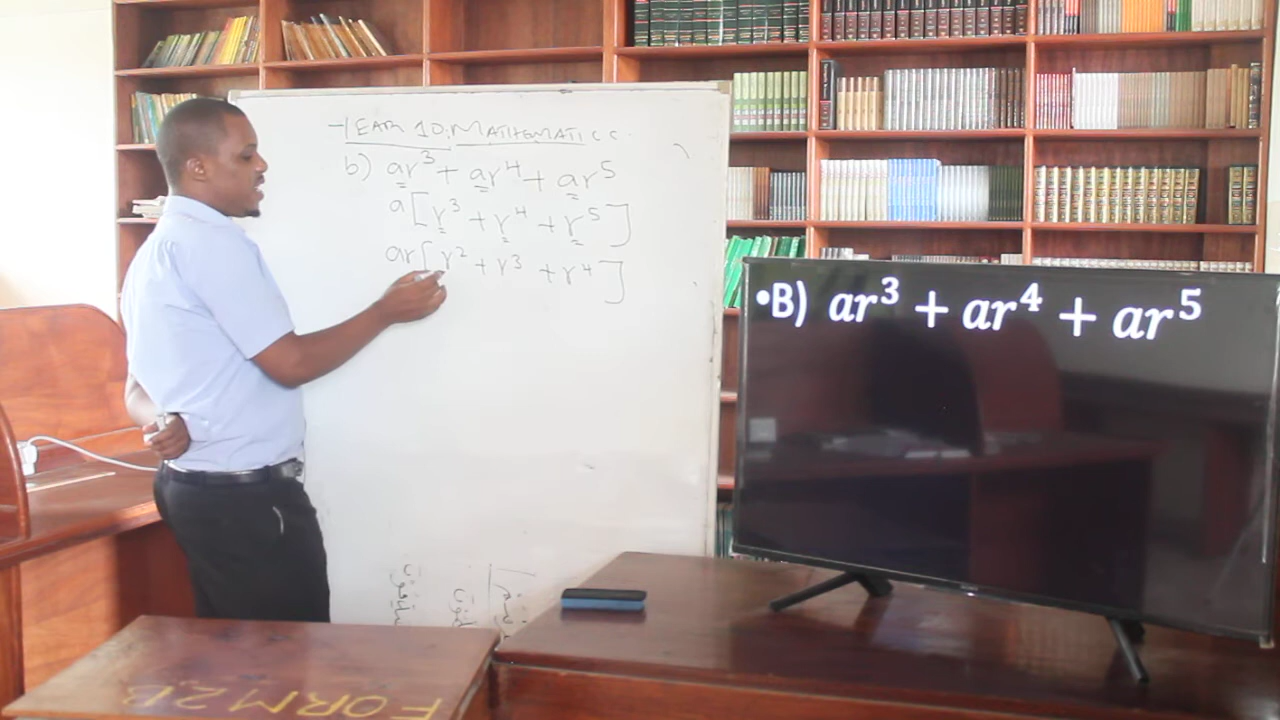 YEAR 10: MATHEMATICS.
b) ar³ + ar⁴ + ar⁵
a[r³ + r⁴ + r⁵]
ar[r² + r³ + r⁴]
•B) ar³ + ar⁴ + ar⁵
FORM 2B